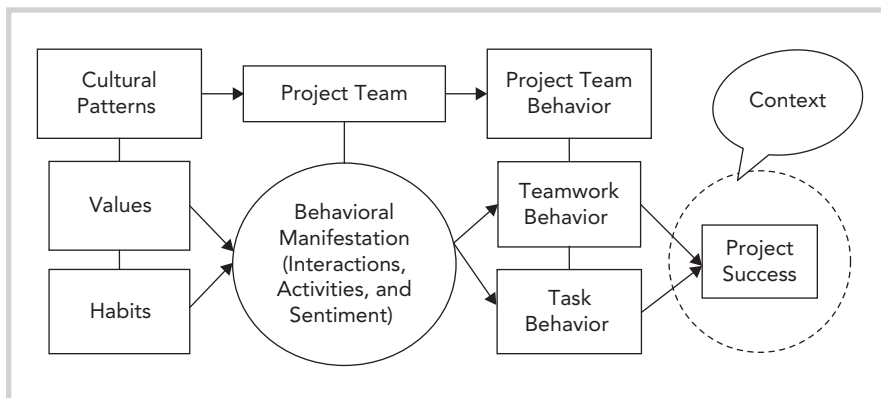 Cultural
Patterns
Project Team
Project Team
Behavior
Context
Values
Behavioral
Manifestation
(Interactions,
Activities, and
Sentiment)
Teamwork
Behavior
Project
Success
Habits
Task
Behavior